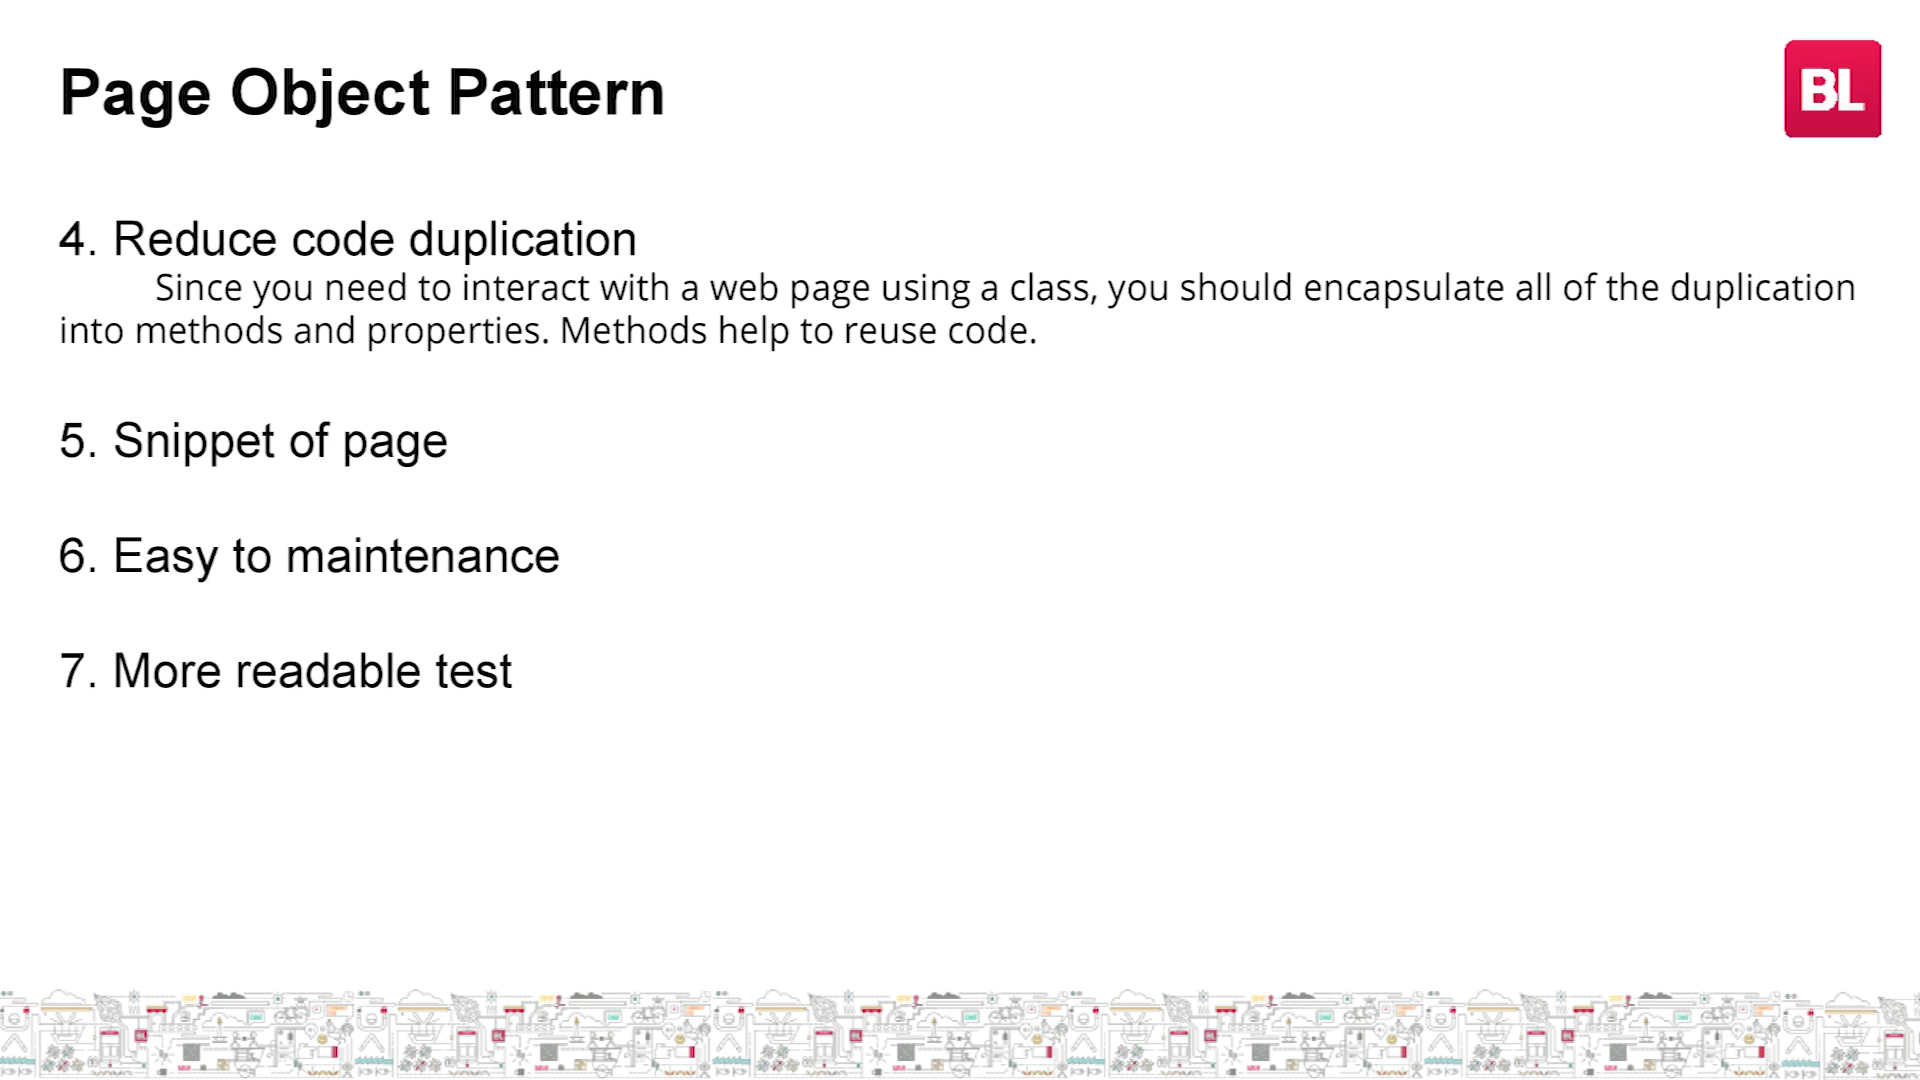 Page Object Pattern
BL
4. Reduce code duplication
Since you need to interact with a web page using a class, you should encapsulate all of the duplication
into methods and properties. Methods help to reuse code.
5. Snippet of page
6. Easy to maintenance
7. More readable test